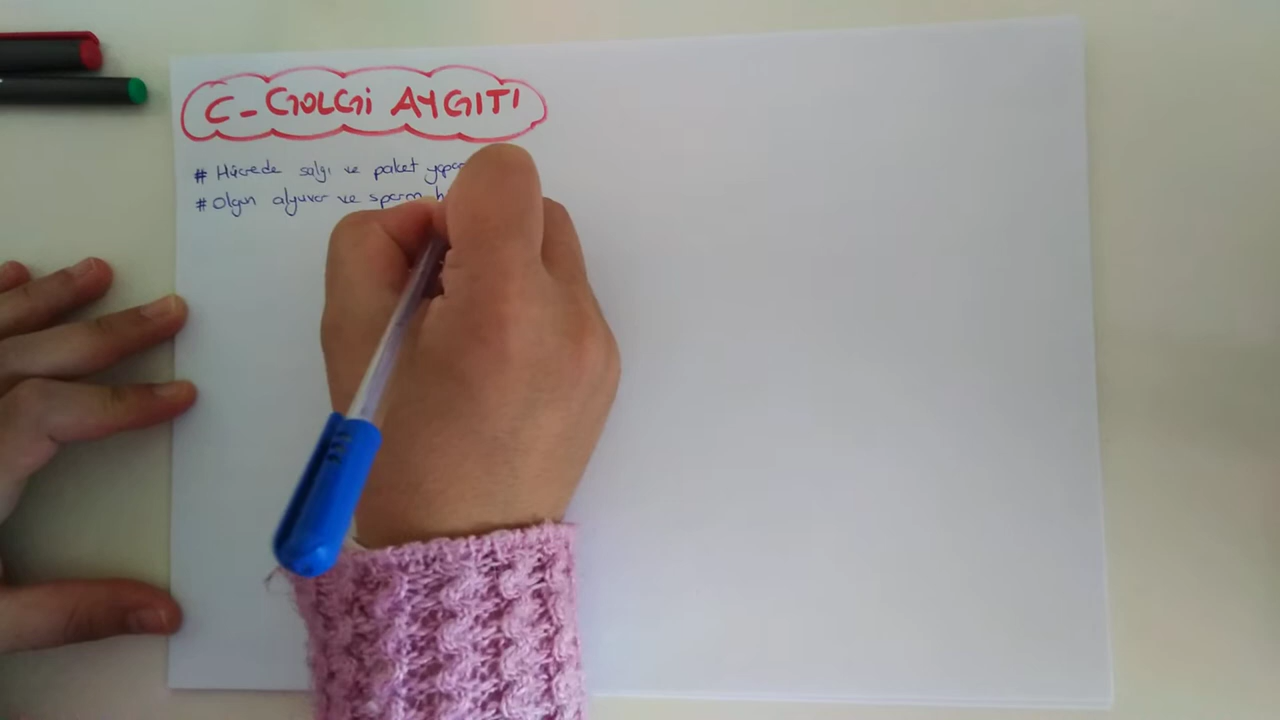 C- GOLGİ AYGITI
# Hücrede salgı ve paket
# Olgun alyuvar ve sperm